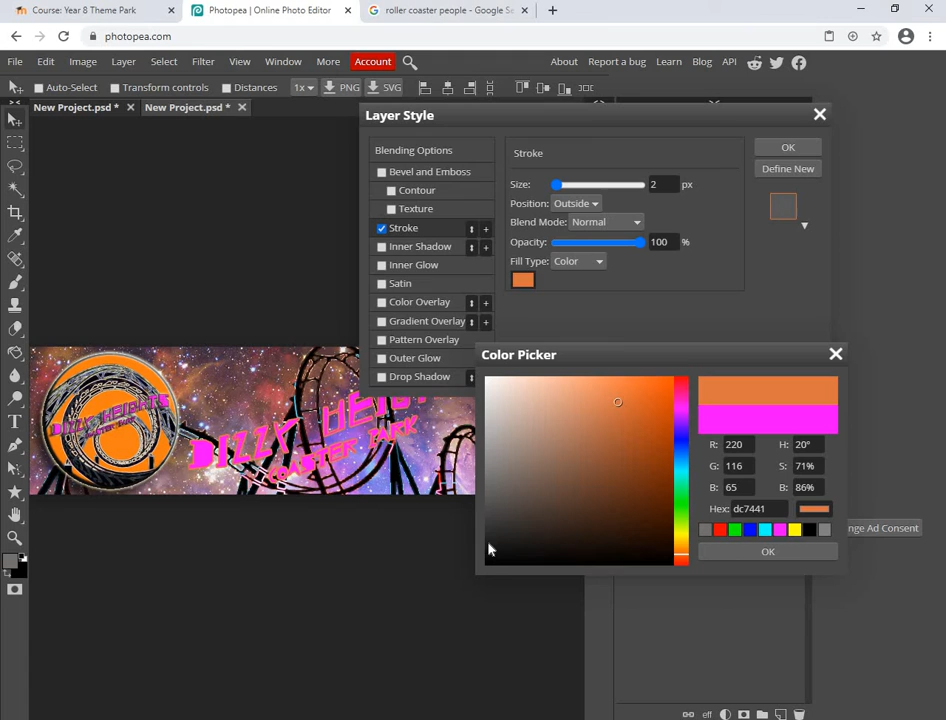 Course: Year 8 Theme Park
Photopea | Online Photo Editor
roller coaster people - Google Se
photopea.com
File Edit Image Layer Select Filter View Window More Account
About Report a bug Learn Blog API
Auto-Select Transform controls Distances 1x PNG SVG
New Project.psd * New Project.psd *
Layer Style
Blending Options
Bevel and Emboss
Contour
Texture
Stroke
Inner Shadow
Inner Glow
Satin
Color Overlay
Gradient Overlay
Pattern Overlay
Outer Glow
Drop Shadow
Stroke
Size: 2 px
Position: Outside
Blend Mode: Normal
Opacity: 100 %
Fill Type: Color
OK
Define New
Color Picker
R: 220 H: 20°
G: 116 S: 71%
B: 65 B: 86%
Hex: dc7441
OK
nge Ad Consent
DIZZY HEIGHTS
DIZZY HEIGHT
COASTER PARK
eff